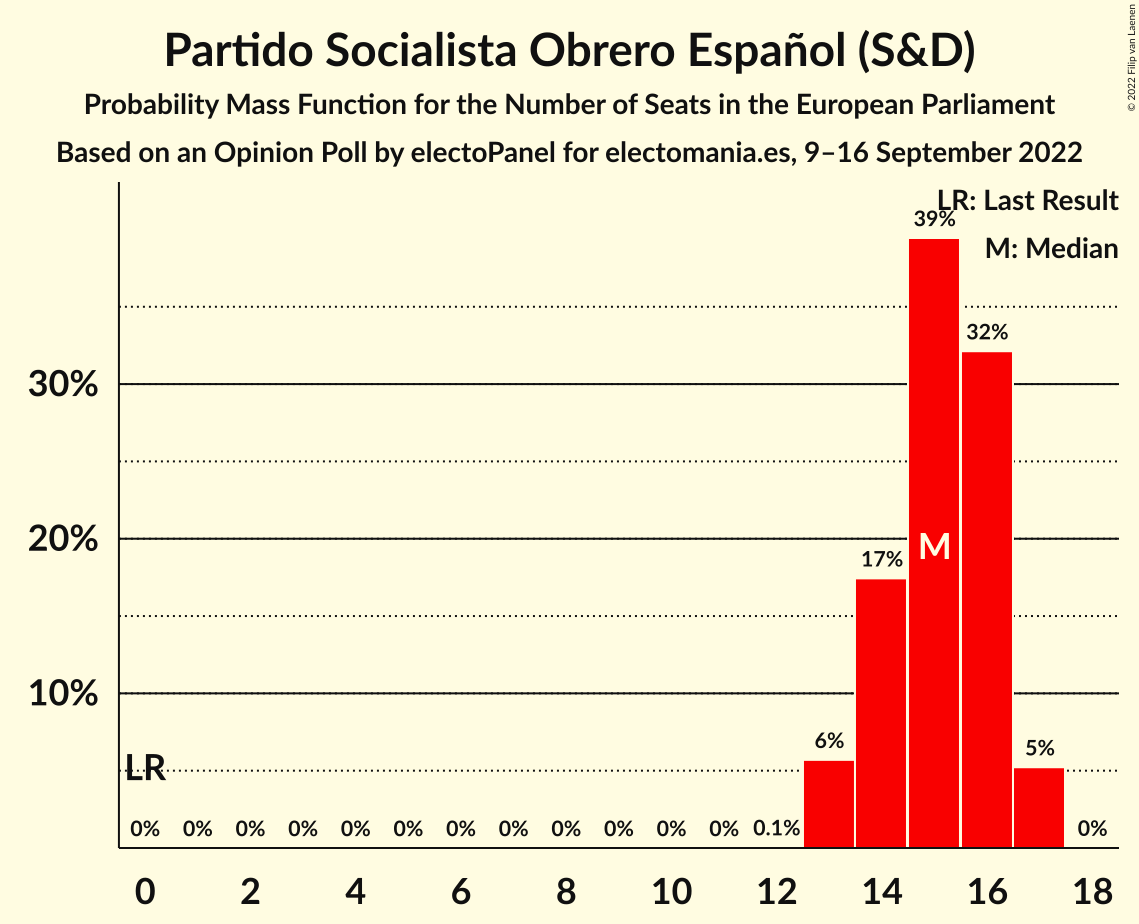 Partido Socialista Obrero Español (S&D)
Probability Mass Function for the Number of Seats in the European Parliament
Based on an Opinion Poll by electoPanel for electomania.es, 9–16 September 2022
© 2022 Filip van Laenen
LR: Last Result
M: Median
39%
32%
30%
20%
M
17%
10%
6%
5%
LR
0% 0% 0% 0% 0% 0% 0% 0% 0% 0% 0% 0% 0.1% 0%
0 2 4 6 8 10 12 14 16 18